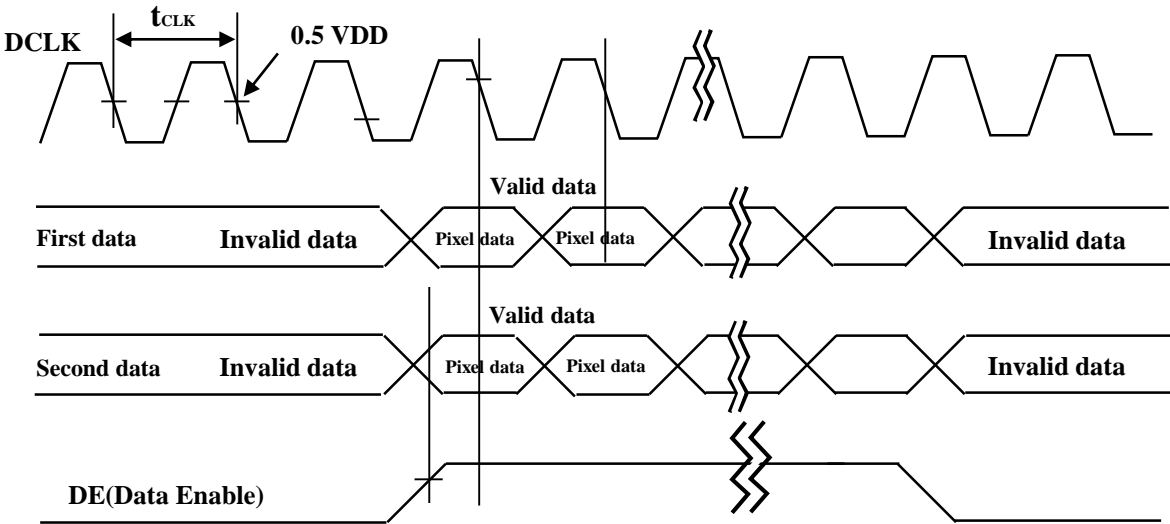 tCLK
DCLK
0.5 VDD
Valid data
First data Invalid data Pixel data Pixel data Invalid data
Valid data
Second data Invalid data Pixel data Pixel data Invalid data
DE(Data Enable)